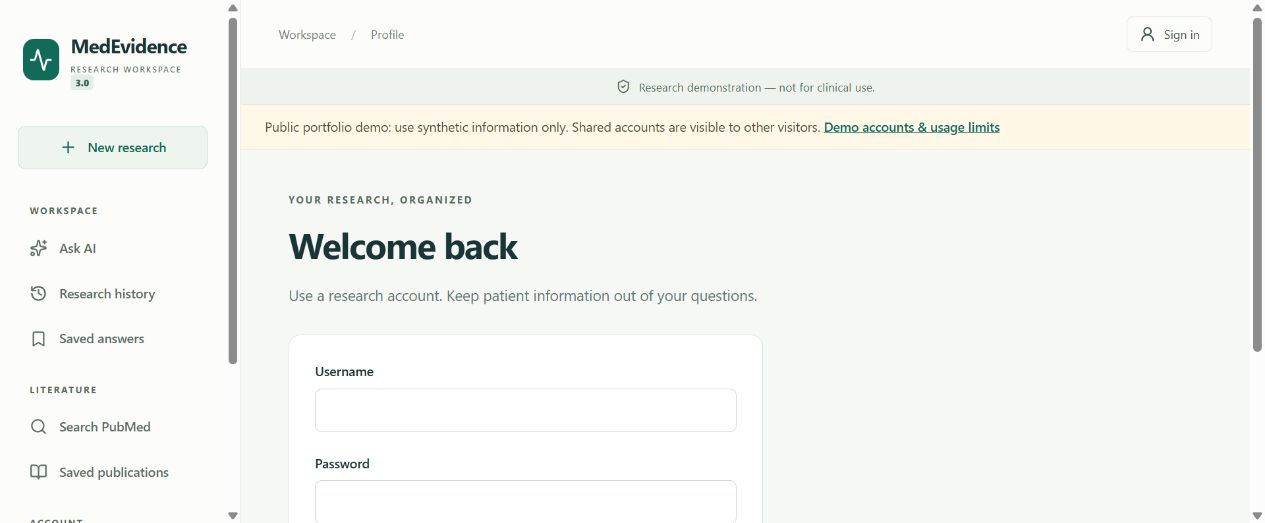 MedEvidence
RESEARCH WORKSPACE
3.0
New research
WORKSPACE
Ask AI
Research history
Saved answers
LITERATURE
Search PubMed
Saved publications
ACCOUNT
Workspace / Profile
Sign in
Research demonstration — not for clinical use.
Public portfolio demo: use synthetic information only. Shared accounts are visible to other visitors. Demo accounts & usage limits
YOUR RESEARCH, ORGANIZED
Welcome back
Use a research account. Keep patient information out of your questions.
Username
Password